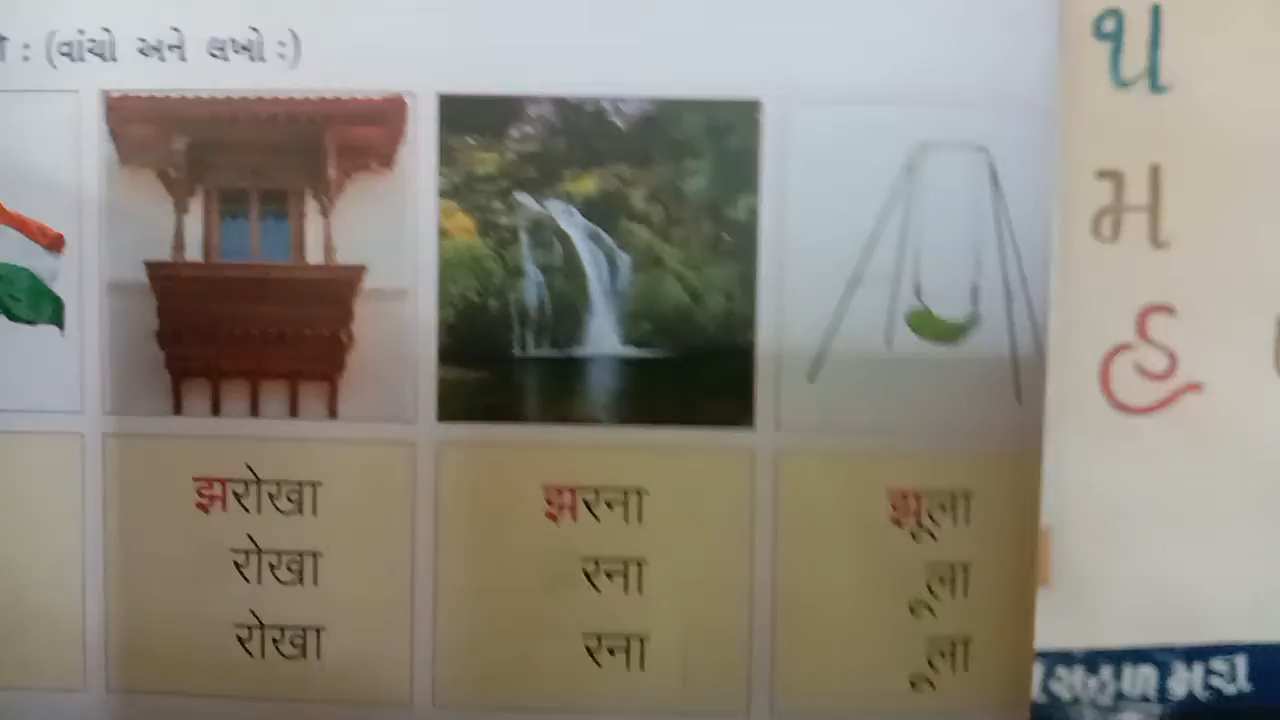 : (વાંચો અને લખો :)
झरोखा झरना झूला
रोखा रना ूला
रोखा रना ूला
થ
મ
હ